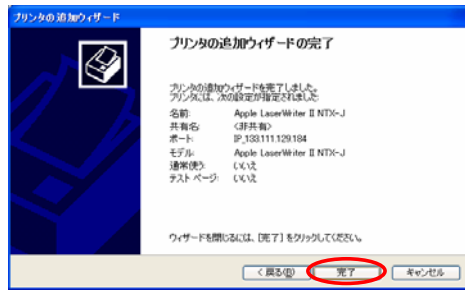 プリンタの追加ウィザード
プリンタの追加ウィザードの完了
プリンタの追加ウィザードを完了しました。
プリンタには、次の設定が指定されました:
名前: Apple LaserWriter II NTX-J
共有名: <非共有>
ポート: IP_133.111.129.184
モデル: Apple LaserWriter II NTX-J
通常使う: いいえ
テスト ページ: いいえ
ウィザードを閉じるには、[完了] をクリックしてください。
< 戻る(B)
完了
キャンセル